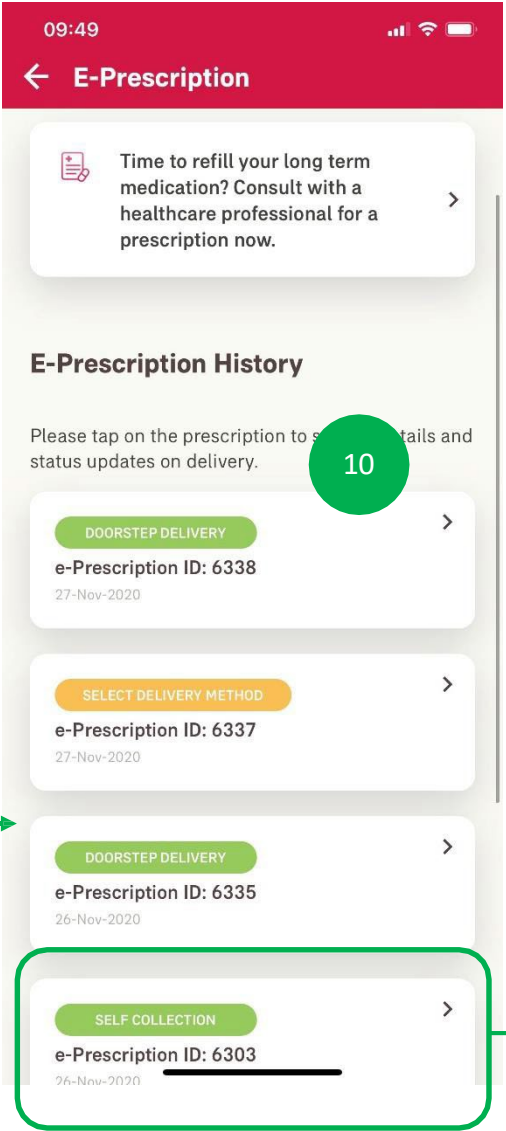 09:49
E-Prescription
Time to refill your long term
medication? Consult with a
healthcare professional for a
prescription now.
E-Prescription History
Please tap on the prescription to tails and
status updates on delivery.
10
DOORSTEP DELIVERY
e-Prescription ID: 6338
27-Nov-2020
SELECT DELIVERY METHOD
e-Prescription ID: 6337
27-Nov-2020
DOORSTEP DELIVERY
e-Prescription ID: 6335
26-Nov-2020
SELF COLLECTION
e-Prescription ID: 6303
26-Nov-2020